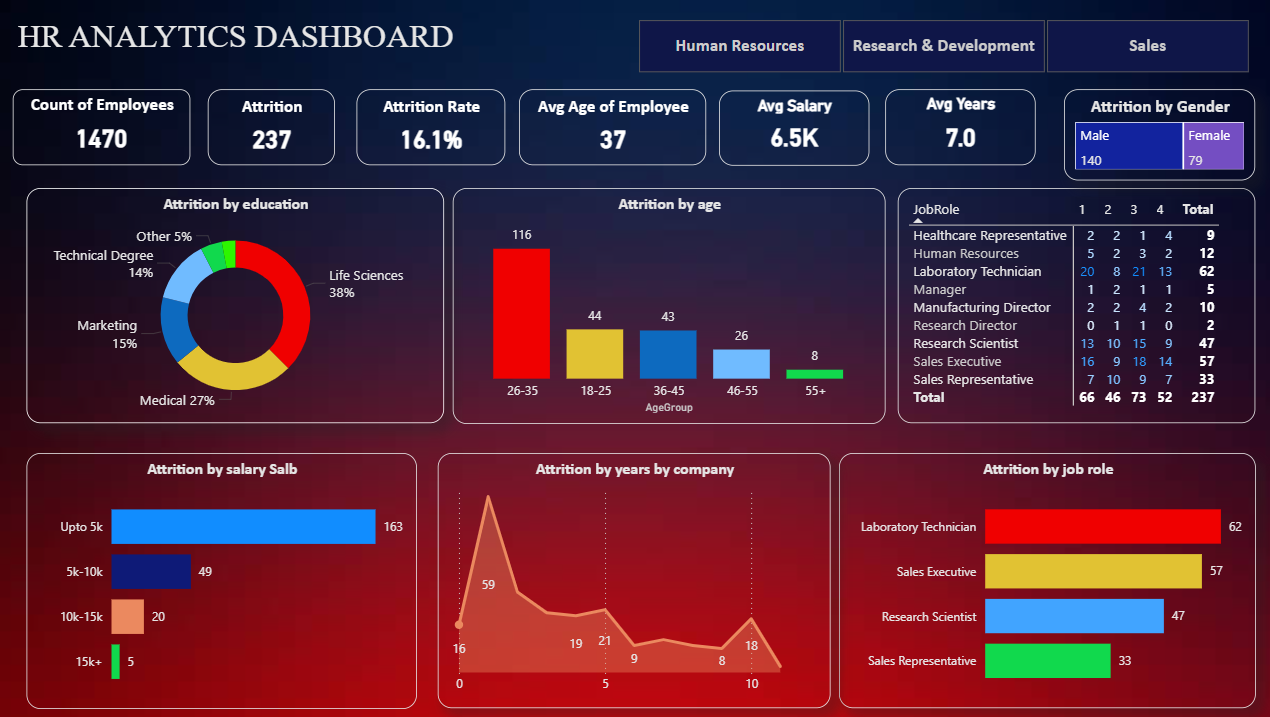 HR ANALYTICS DASHBOARD
Human Resources
Research & Development
Sales
Count of Employees
1470
Attrition
237
Attrition Rate
16.1%
Avg Age of Employee
37
Avg Salary
6.5K
Avg Years
7.0
Attrition by Gender
Male
140
Female
79
Attrition by education
Other 5%
Technical Degree
14%
Marketing
15%
Medical 27%
Life Sciences
38%
Attrition by age
116
44
43
26
8
26-35
18-25
36-45
46-55
55+
AgeGroup
JobRole 1 2 3 4 Total
Healthcare Representative 2 2 1 4 9
Human Resources 5 2 3 2 12
Laboratory Technician 20 8 21 13 62
Manager 1 2 1 1 5
Manufacturing Director 2 2 4 2 10
Research Director 0 1 1 0 2
Research Scientist 13 10 15 9 47
Sales Executive 16 9 18 14 57
Sales Representative 7 10 9 7 33
Total 66 46 73 52 237
Attrition by salary Salb
Upto 5k 163
5k-10k 49
10k-15k 20
15k+ 5
Attrition by years by company
16
59
19
21
9
8
18
0 5 10
Attrition by job role
Laboratory Technician 62
Sales Executive 57
Research Scientist 47
Sales Representative 33